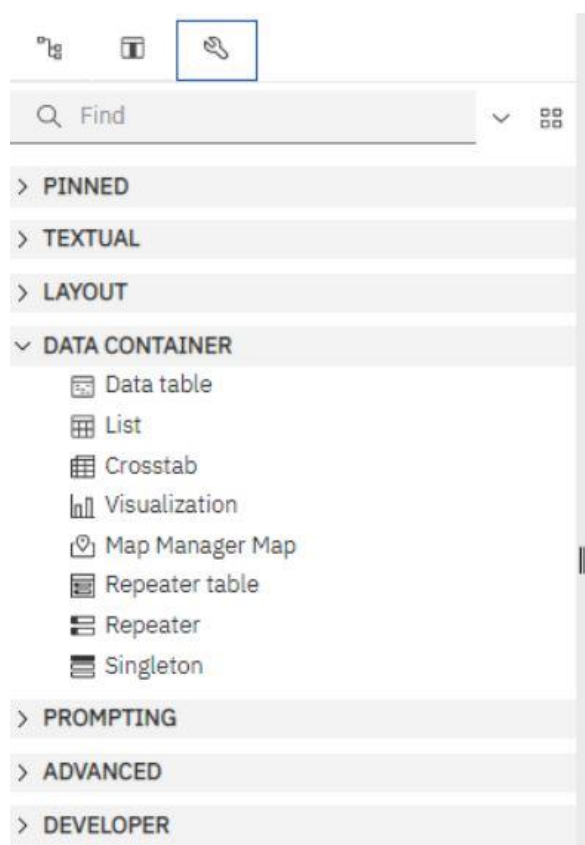 Find
PINNED
TEXTUAL
LAYOUT
DATA CONTAINER
Data table
List
Crosstab
Visualization
Map Manager Map
Repeater table
Repeater
Singleton
PROMPTING
ADVANCED
DEVELOPER